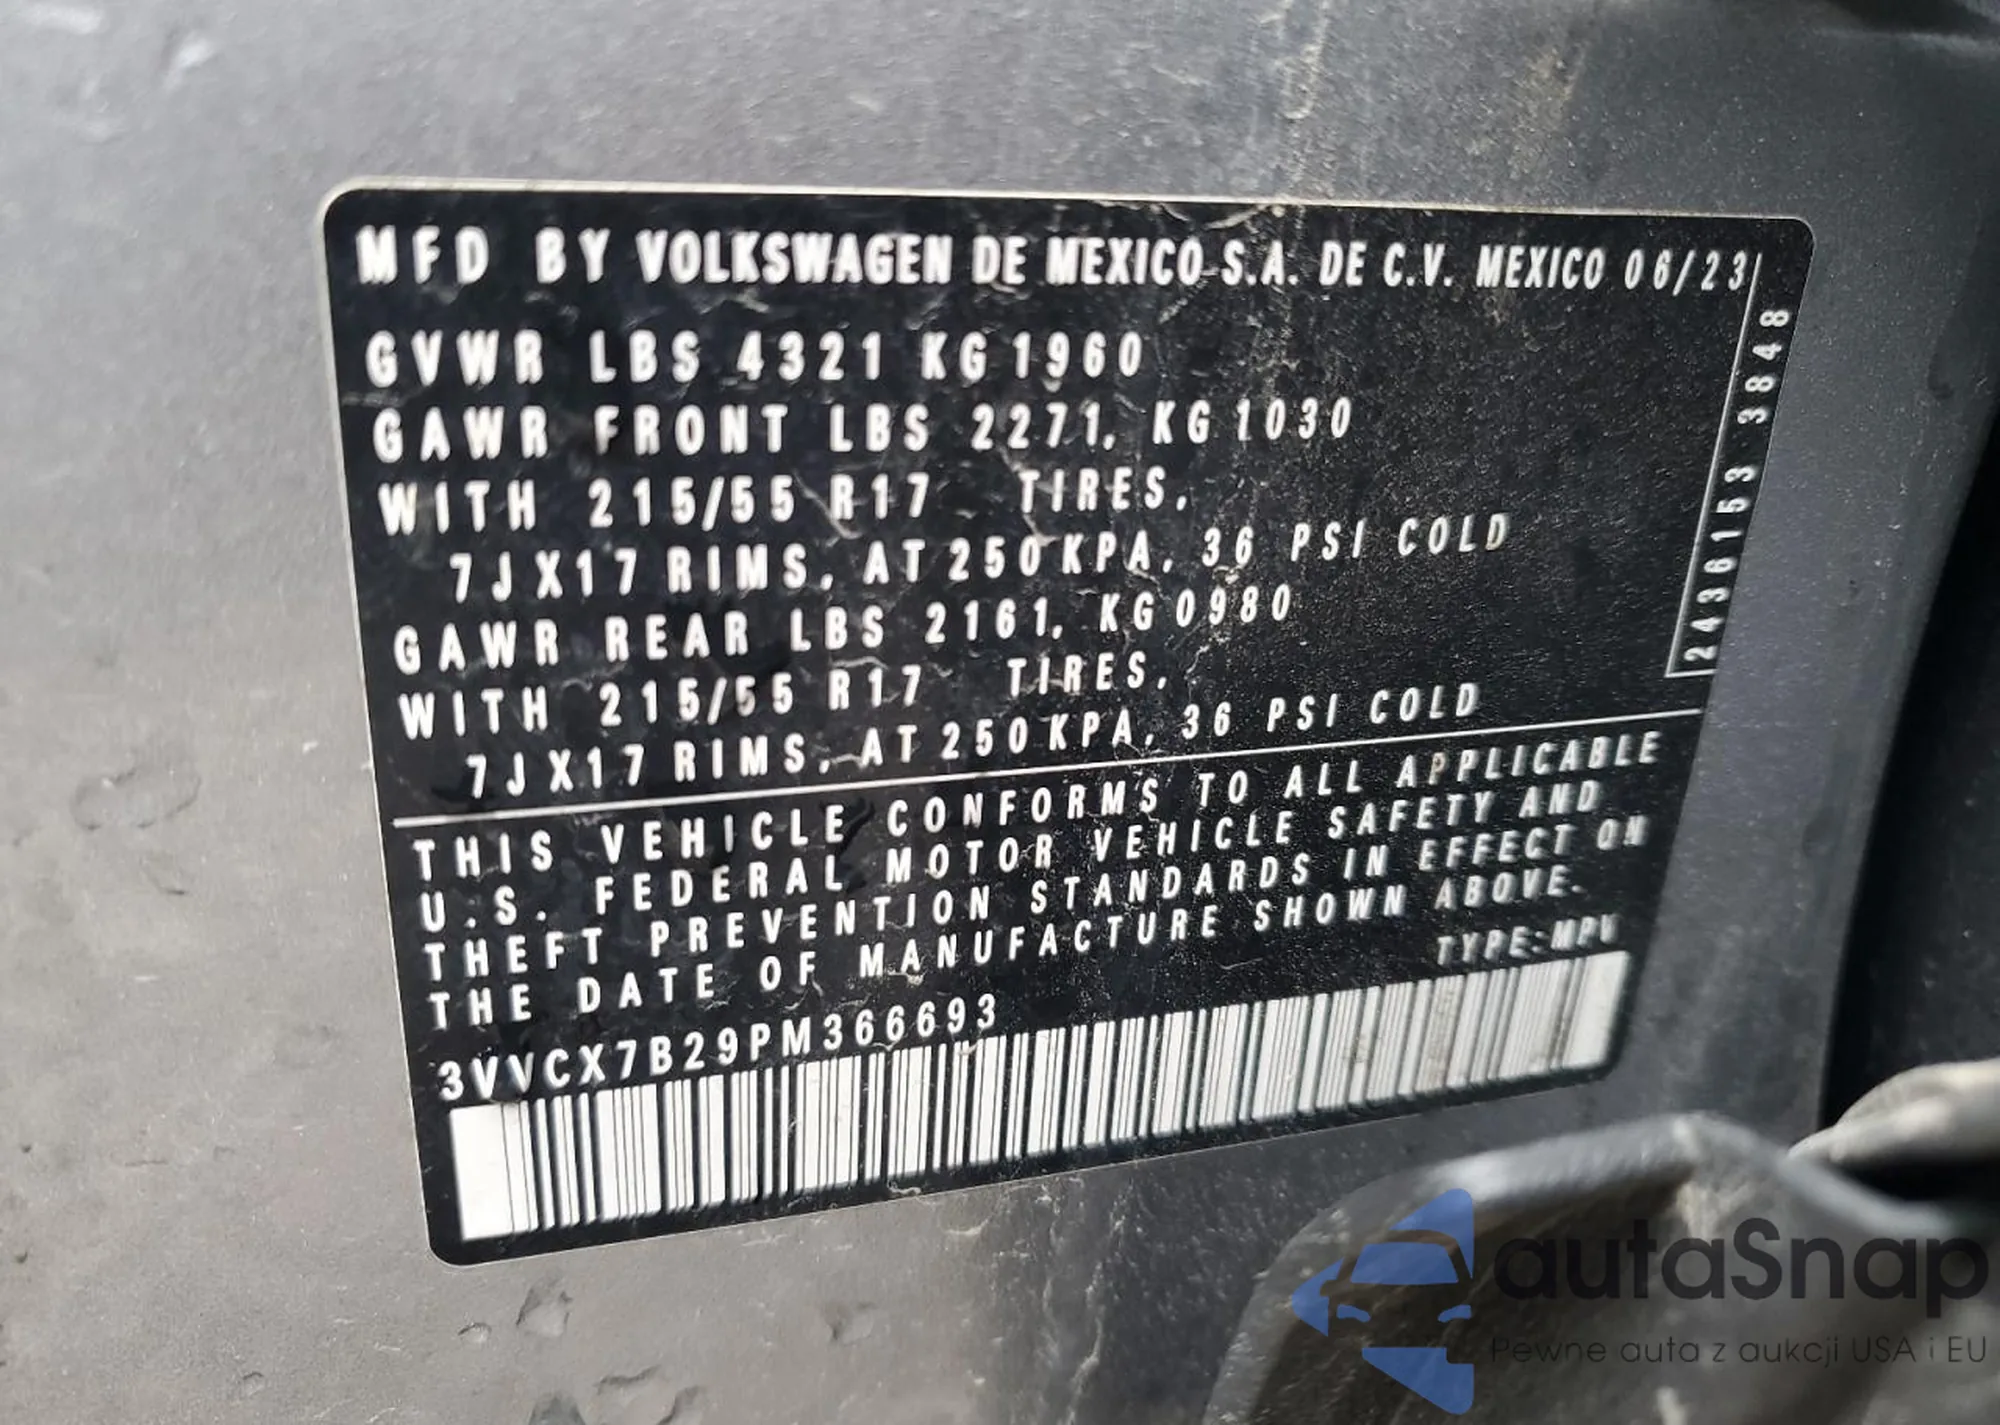 MFD BY VOLKSWAGEN DE MEXICO S.A. DE C.V. MEXICO 06/23
GVWR LBS 4321 KG 1960
GAWR FRONT LBS 2271, KG 1030
WITH 215/55 R17 TIRES,
7JX17 RIMS, AT 250 KPA, 36 PSI COLD
GAWR REAR LBS 2161, KG 0980
WITH 215/55 R17 TIRES,
7JX17 RIMS, AT 250 KPA, 36 PSI COLD
2436153 3848
THIS VEHICLE CONFORMS TO ALL APPLICABLE
U.S. FEDERAL MOTOR VEHICLE SAFETY AND
THEFT PREVENTION STANDARDS IN EFFECT ON
THE DATE OF MANUFACTURE SHOWN ABOVE.
TYPE:MPV
3VVCX7B29PM366693
autaSnap
Pewne auta z aukcji USA i EU